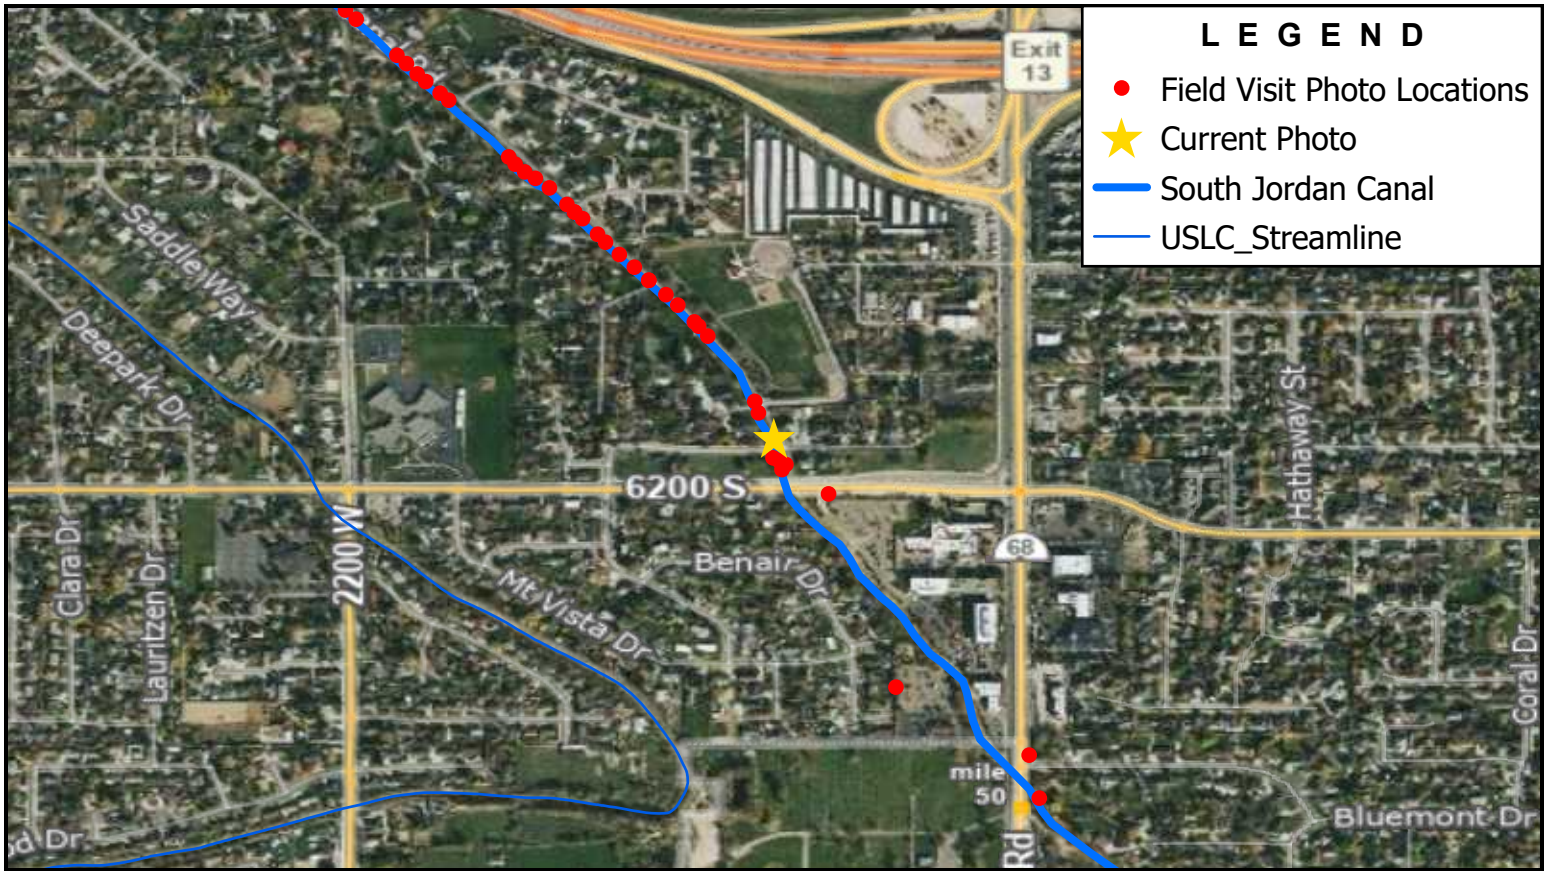 Exit
13
L E G E N D
Field Visit Photo Locations
Current Photo
South Jordan Canal
USLC_Streamline
Saddle Way
Deepark Dr
Hathaway St
6200 S
2200 W
68
Clara Dr
Lauritzen Dr
Benair Dr
Mt Vista Dr
Coral Dr
mile
50
Bluemont Dr
d Dr
Rd